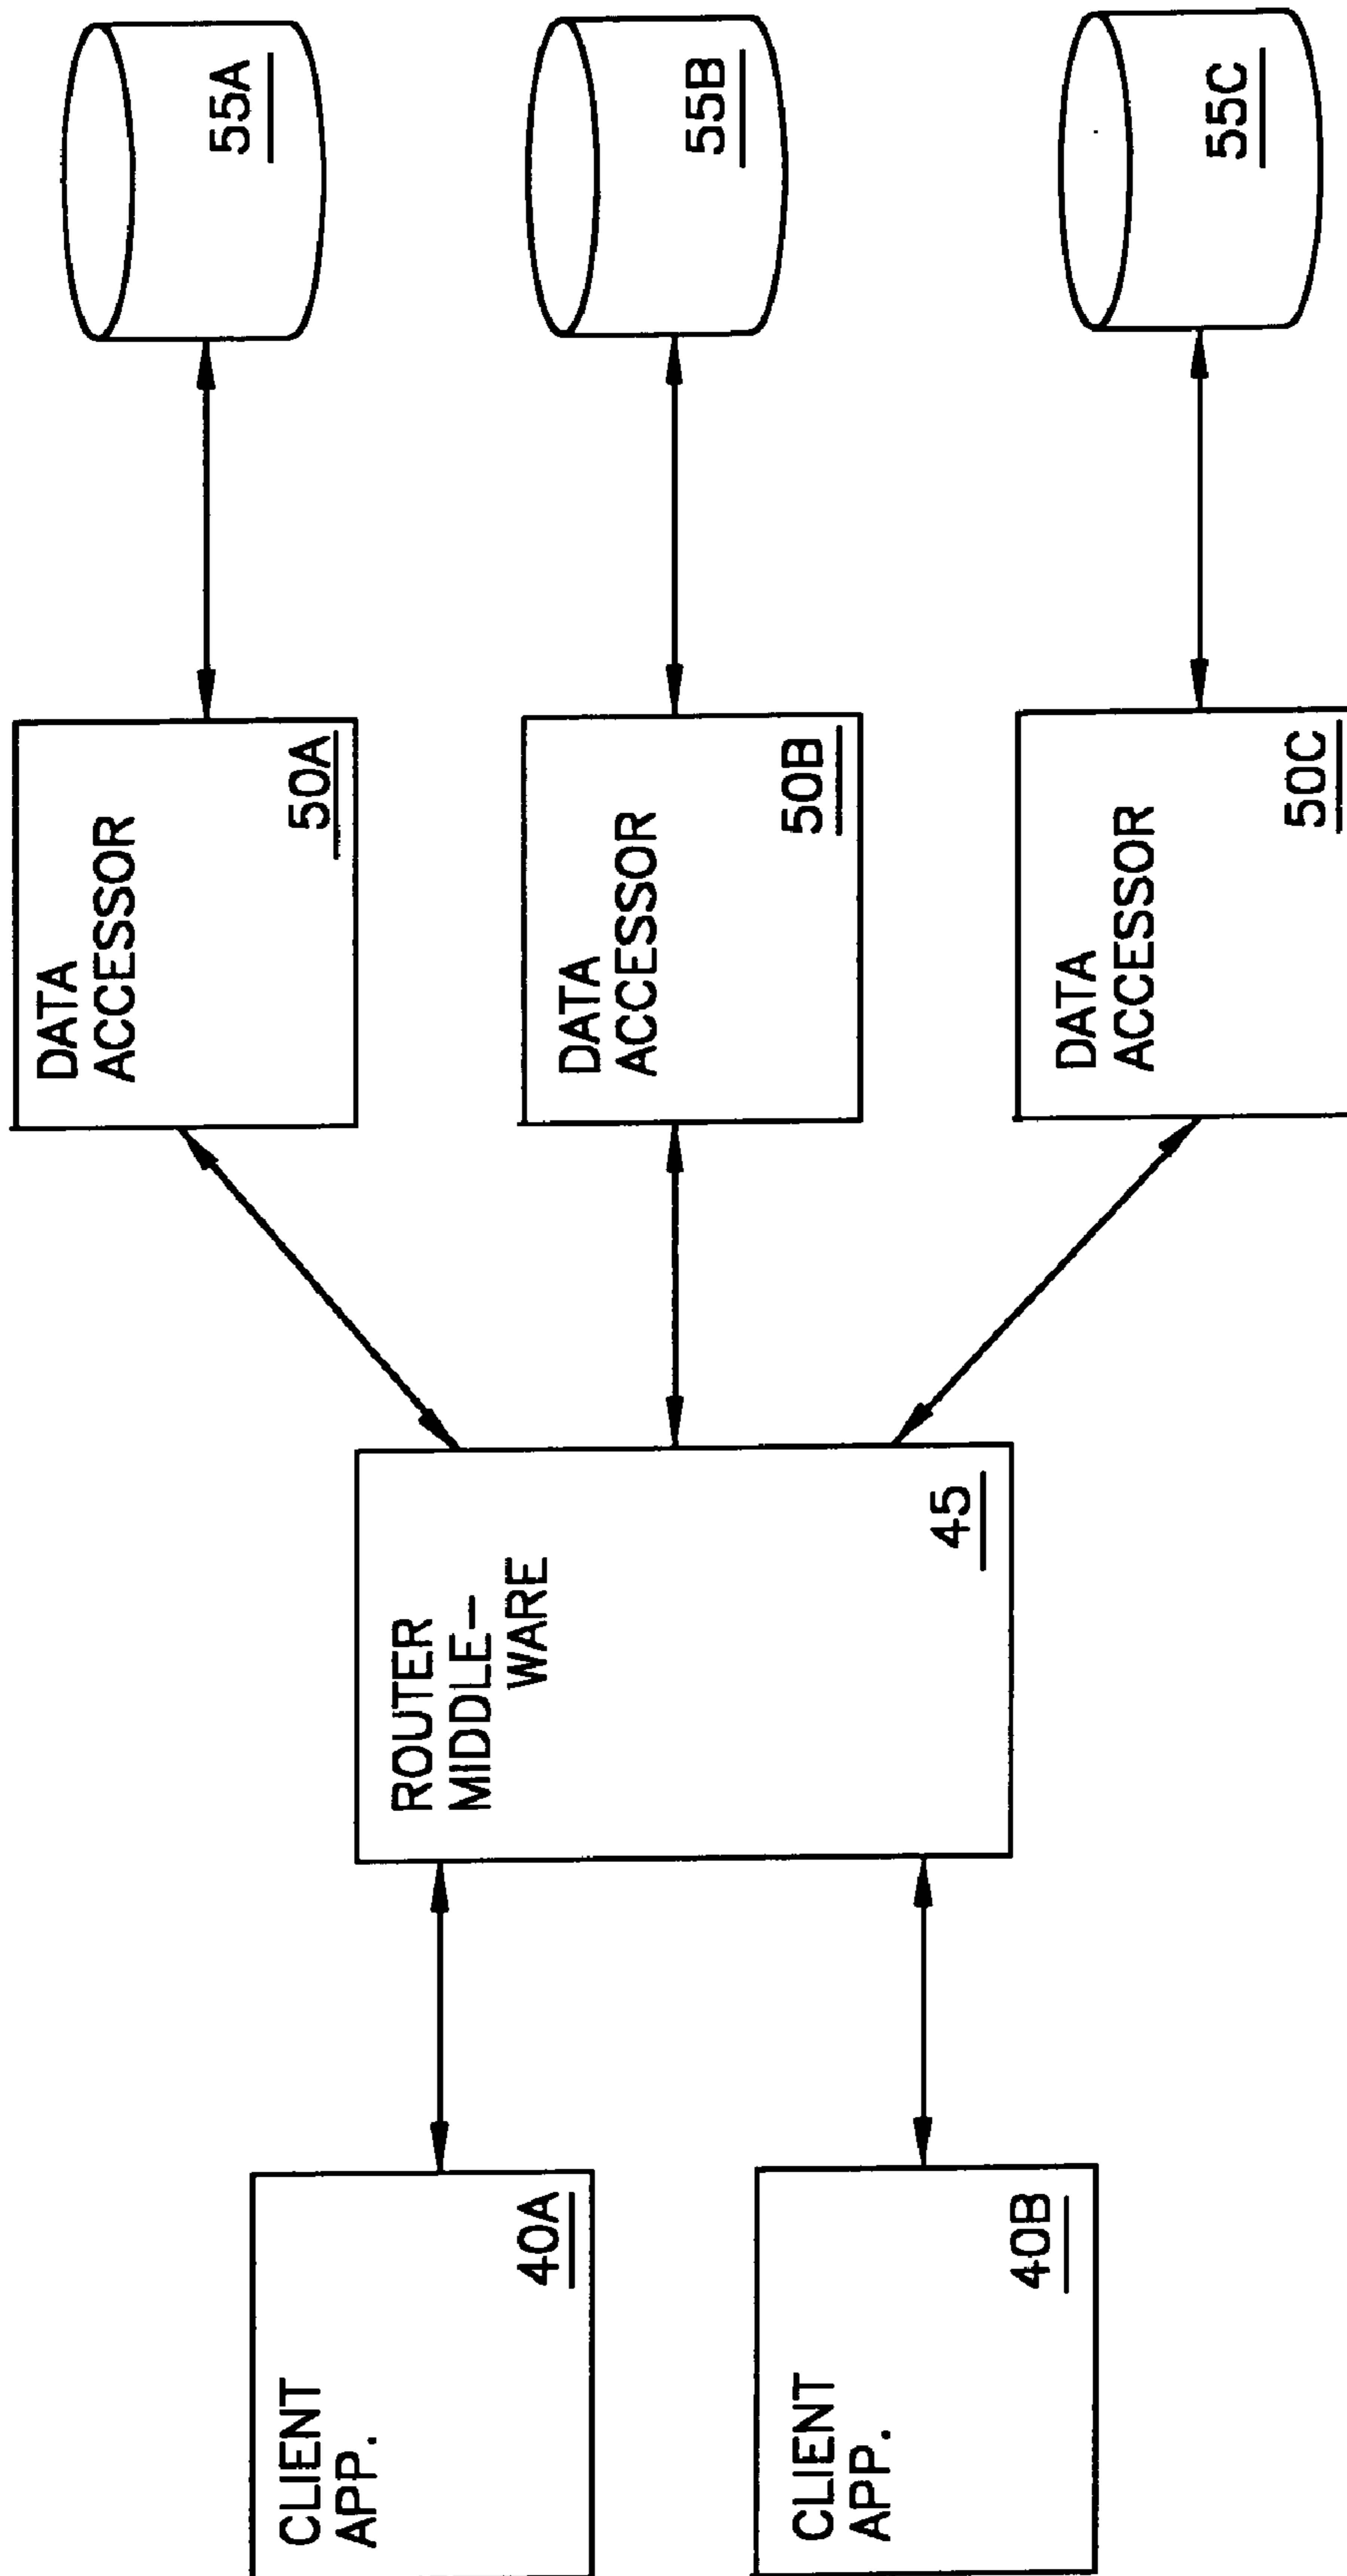 CLIENT
APP.
40A
CLIENT
APP.
40B
ROUTER
MIDDLE-
WARE
45
DATA
ACCESSOR
50A
DATA
ACCESSOR
50B
DATA
ACCESSOR
50C
55A
55B
55C